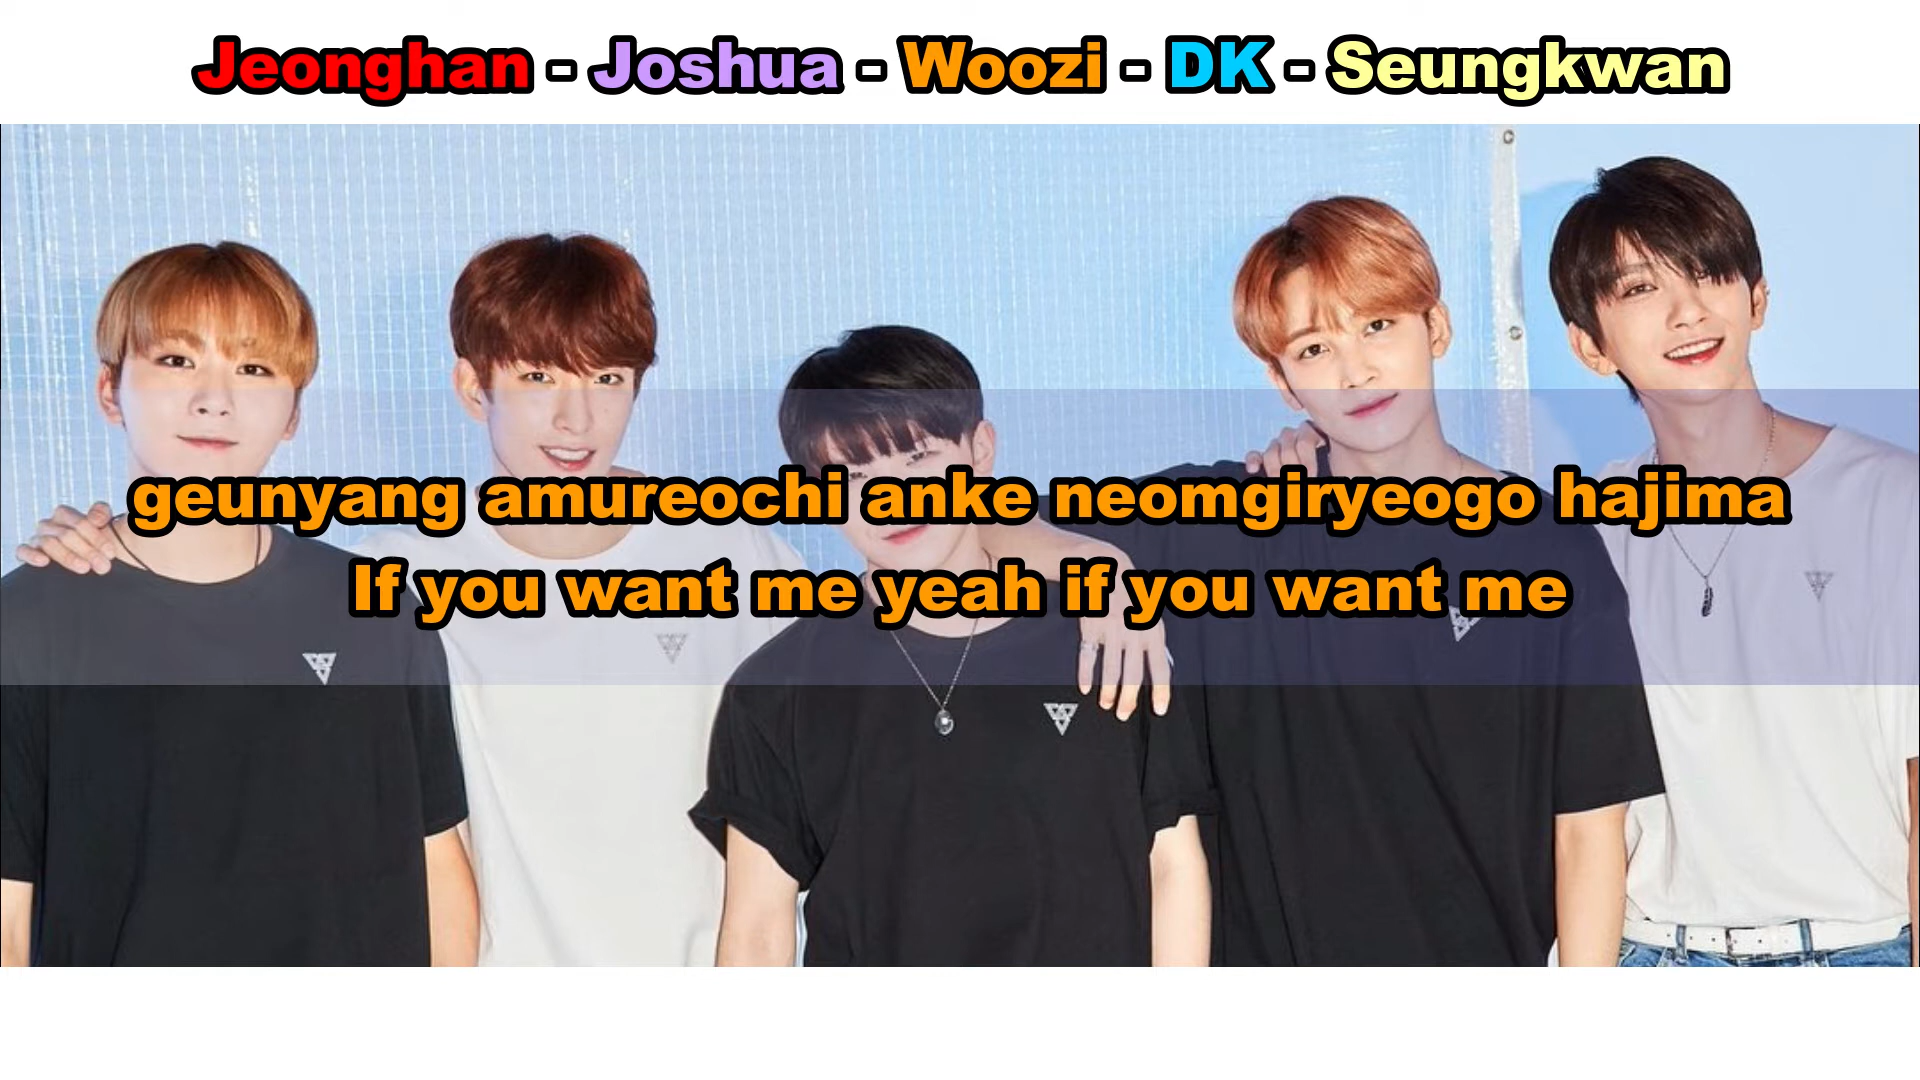 Jeonghan - Joshua - Woozi - DK - Seungkwan
geunyang amureochi anke neomgiryeogo hajima
If you want me yeah if you want me